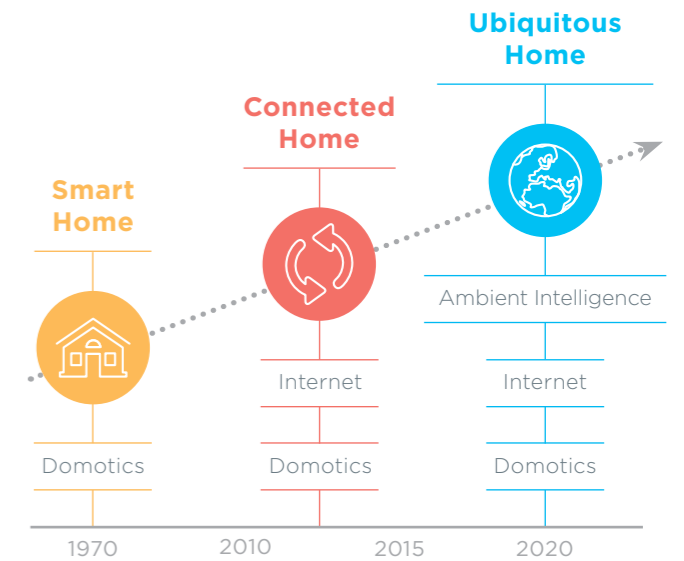 Ubiquitous
Home
Connected
Home
Smart
Home
Ambient Intelligence
Internet
Internet
Domotics
Domotics
Domotics
1970
2010
2015
2020